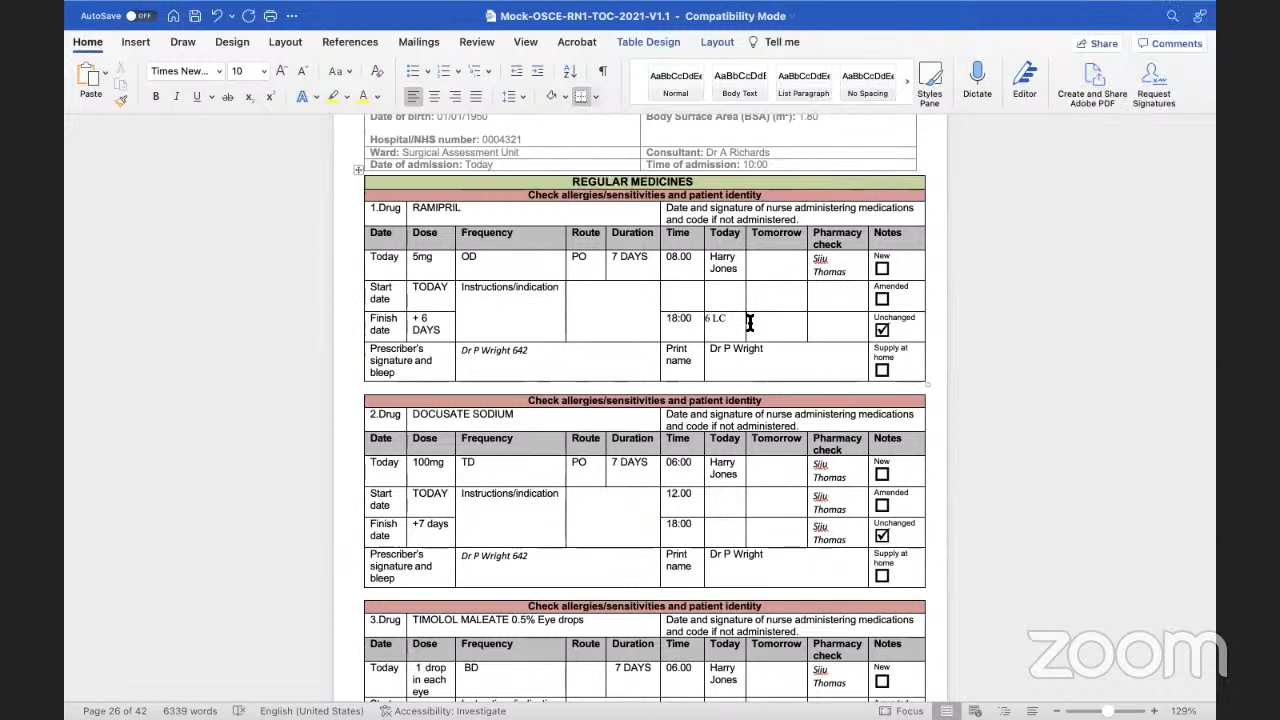 AutoSave OFF
Mock-OSCE-RN1-TOC-2021-V1.1 - Compatibility Mode
Home Insert Draw Design Layout References Mailings Review View Acrobat Table Design Layout Tell me
Share Comments
Paste
Times New... 10
AaBbCcDdEe AaBbCcDdE AaBbCcDdEe AaBbCcDdEe
Normal Body Text List Paragraph No Spacing
Styles Pane
Dictate
Editor
Create and Share Adobe PDF
Request Signatures
Date of birth: 01/01/1950 Body Surface Area (BSA) (m²): 1.80
Hospital/NHS number: 0004321
Ward: Surgical Assessment Unit Consultant: Dr A Richards
Date of admission: Today Time of admission: 10:00
REGULAR MEDICINES
Check allergies/sensitivities and patient identity
1.Drug RAMIPRIL Date and signature of nurse administering medications
and code if not administered.
Date Dose Frequency Route Duration Time Today Tomorrow Pharmacy check Notes
Today 5mg OD PO 7 DAYS 08.00 Harry Jones Siju Thomas New
Start date TODAY Instructions/indication Amended
Finish date + 6 DAYS 18:00 6 LC Unchanged
Prescriber's signature and bleep Dr P Wright 642 Print name Dr P Wright Supply at home
Check allergies/sensitivities and patient identity
2.Drug DOCUSATE SODIUM Date and signature of nurse administering medications
and code if not administered.
Date Dose Frequency Route Duration Time Today Tomorrow Pharmacy check Notes
Today 100mg TD PO 7 DAYS 06:00 Harry Jones Siju Thomas New
Start date TODAY Instructions/indication 12.00 Siju Thomas Amended
Finish date +7 days 18:00 Siju Thomas Unchanged
Prescriber's signature and bleep Dr P Wright 642 Print name Dr P Wright Supply at home
Check allergies/sensitivities and patient identity
3.Drug TIMOLOL MALEATE 0.5% Eye drops Date and signature of nurse administering medications
and code if not administered.
Date Dose Frequency Route Duration Time Today Tomorrow Pharmacy check Notes
Today 1 drop in each eye BD 7 DAYS 06.00 Harry Jones Siju Thomas New
zoom
Page 26 of 42 6339 words English (United States) Accessibility: Investigate Focus 129%